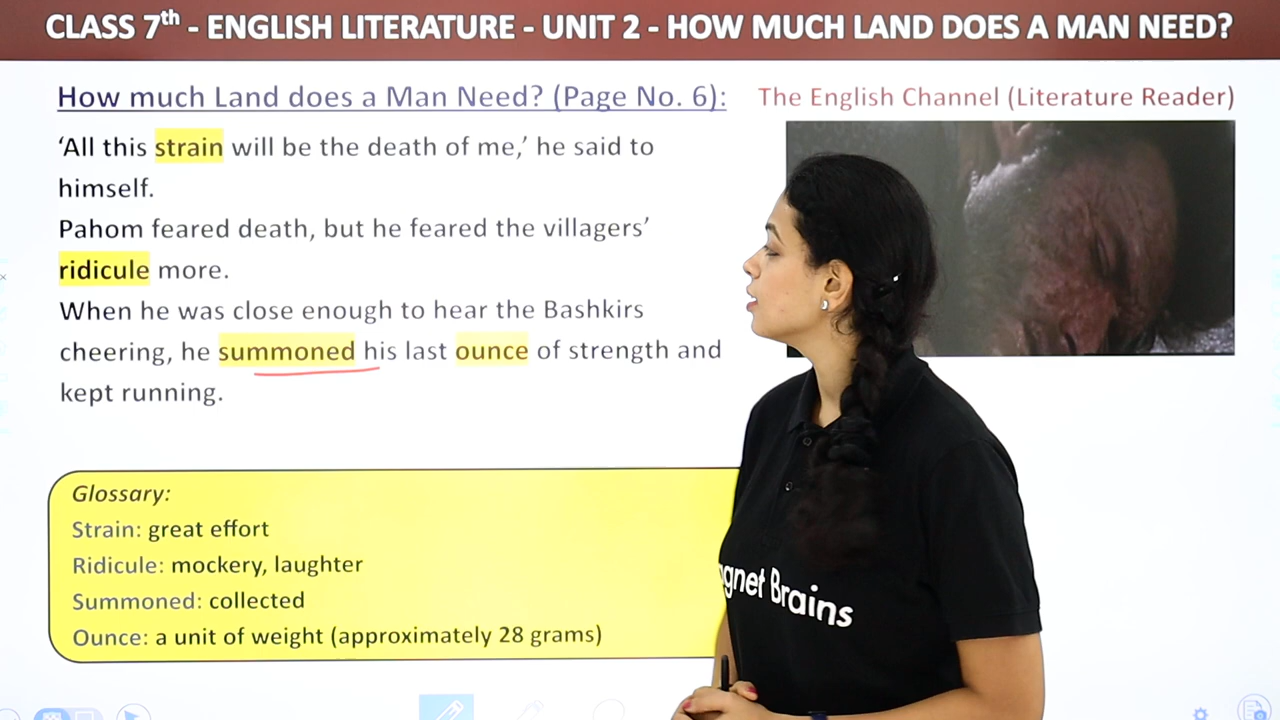 CLASS 7th - ENGLISH LITERATURE - UNIT 2 - HOW MUCH LAND DOES A MAN NEED?
How much Land does a Man Need? (Page No. 6):
The English Channel (Literature Reader)
‘All this strain will be the death of me,’ he said to
himself.
Pahom feared death, but he feared the villagers’
ridicule more.
When he was close enough to hear the Bashkirs
cheering, he summoned his last ounce of strength and
kept running.
Glossary:
Strain: great effort
Ridicule: mockery, laughter
Summoned: collected
Ounce: a unit of weight (approximately 28 grams)
gnet Brains